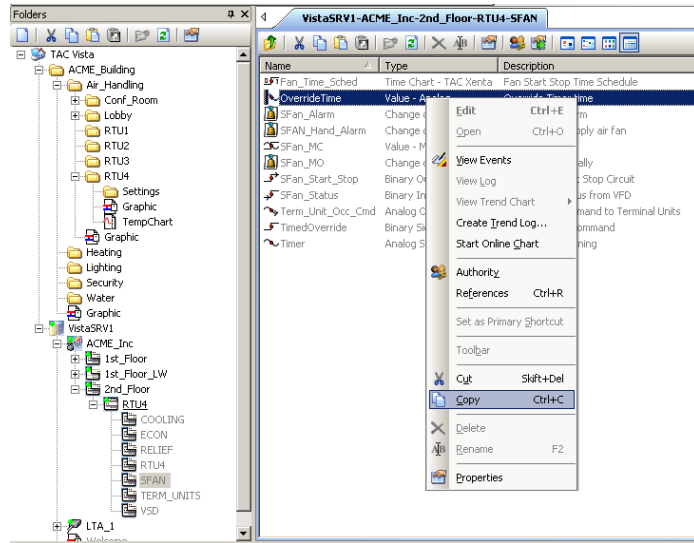 Folders
TAC Vista
ACME_Building
Air_Handling
Conf_Room
Lobby
RTU1
RTU2
RTU3
RTU4
Settings
Graphic
TempChart
Graphic
Heating
Lighting
Security
Water
Graphic
VistaSRV1
ACME_Inc
1st_Floor
1st_Floor_LW
2nd_Floor
RTU4
COOLING
ECON
RELIEF
RTU4
SFAN
TERM_UNITS
VSD
LTA_1
Welcome
VistaSRV1-ACME_Inc-2nd_Floor-RTU4-SFAN
Name Type Description
Fan_Time_Sched Time Chart - TAC Xenta Fan Start Stop Time Schedule
OverrideTime Value - Analog Override Timer time
SFan_Alarm Change
SFAN_Hand_Alarm Change ply air fan
SFan_MC Value - M
SFan_MO Change ally
SFan_Start_Stop Binary O Stop Circuit
SFan_Status Binary In us from VFD
Term_Unit_Occ_Cmd Analog O mand to Terminal Units
TimedOverride Binary Si ommand
Timer Analog S ning
Edit Ctrl+E
Open Ctrl+O
View Events
View Log
View Trend Chart
Create Trend Log...
Start Online Chart
Authority
References Ctrl+R
Set as Primary Shortcut
Toolbar
Cut Skift+Del
Copy Ctrl+C
Delete
Rename F2
Properties